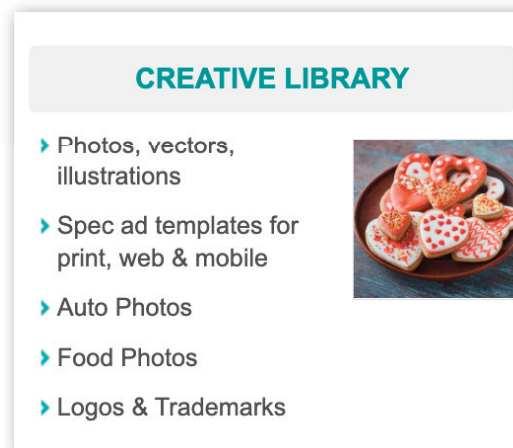 CREATIVE LIBRARY
Photos, vectors,
illustrations
Spec ad templates for
print, web & mobile
Auto Photos
Food Photos
Logos & Trademarks